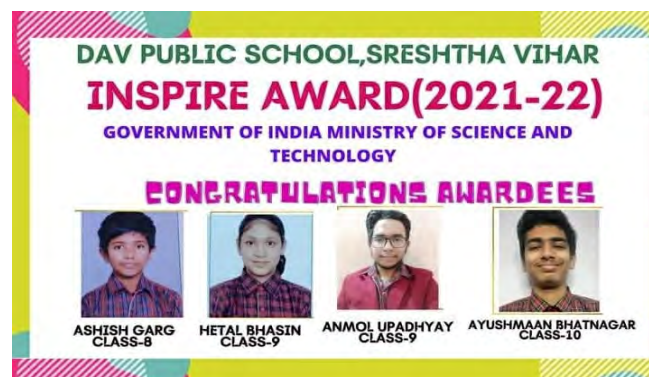 DAV PUBLIC SCHOOL,SRESHTHA VIHAR
INSPIRE AWARD(2021-22)
GOVERNMENT OF INDIA MINISTRY OF SCIENCE AND
TECHNOLOGY
CONGRATULATIONS AWARDEES
ASHISH GARG
CLASS-8
HETAL BHASIN
CLASS-9
ANMOL UPADHYAY
CLASS-9
AYUSHMAAN BHATNAGAR
CLASS-10